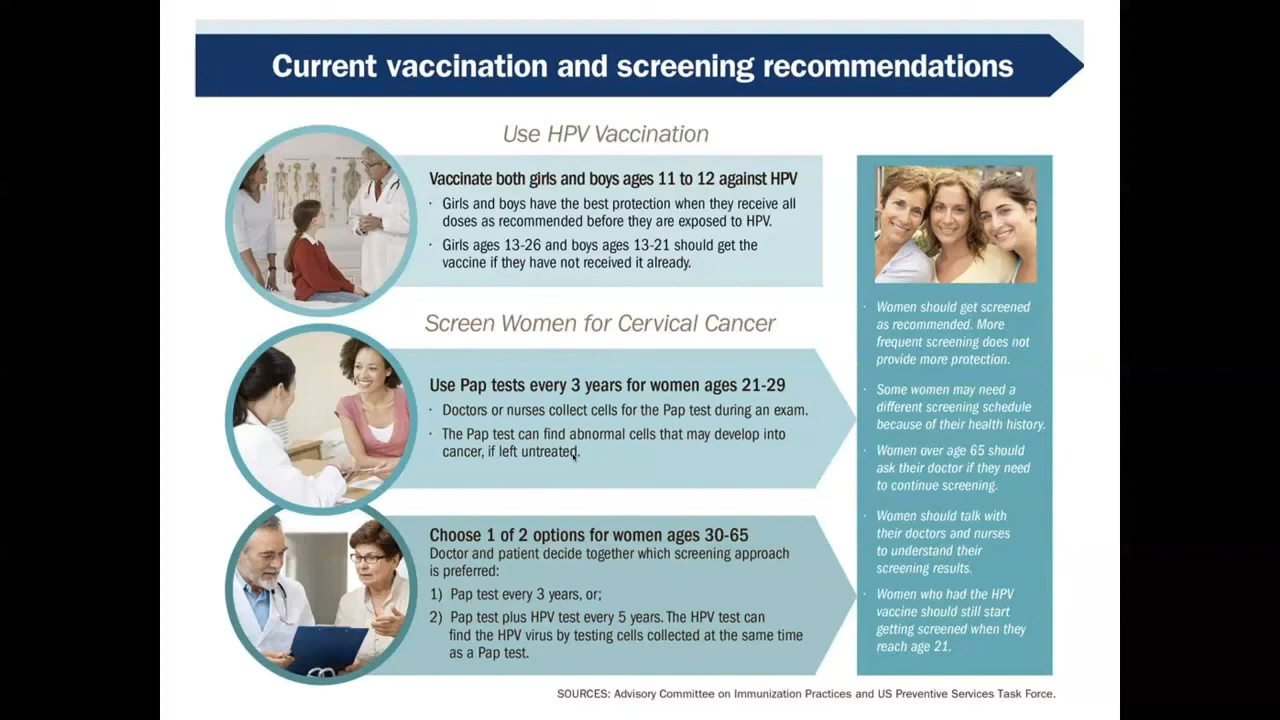 Current vaccination and screening recommendations
Use HPV Vaccination
Vaccinate both girls and boys ages 11 to 12 against HPV
· Girls and boys have the best protection when they receive all
doses as recommended before they are exposed to HPV.
· Girls ages 13-26 and boys ages 13-21 should get the
vaccine if they have not received it already.
Screen Women for Cervical Cancer
Use Pap tests every 3 years for women ages 21-29
· Doctors or nurses collect cells for the Pap test during an exam.
· The Pap test can find abnormal cells that may develop into
cancer, if left untreated.
Choose 1 of 2 options for women ages 30-65
Doctor and patient decide together which screening approach
is preferred:
1) Pap test every 3 years, or;
2) Pap test plus HPV test every 5 years. The HPV test can
find the HPV virus by testing cells collected at the same time
as a Pap test.
· Women should get screened
as recommended. More
frequent screening does not
provide more protection.
· Some women may need a
different screening schedule
because of their health history.
· Women over age 65 should
ask their doctor if they need
to continue screening.
· Women should talk with
their doctors and nurses
to understand their
screening results.
· Women who had the HPV
vaccine should still start
getting screened when they
reach age 21.
SOURCES: Advisory Committee on Immunization Practices and US Preventive Services Task Force.